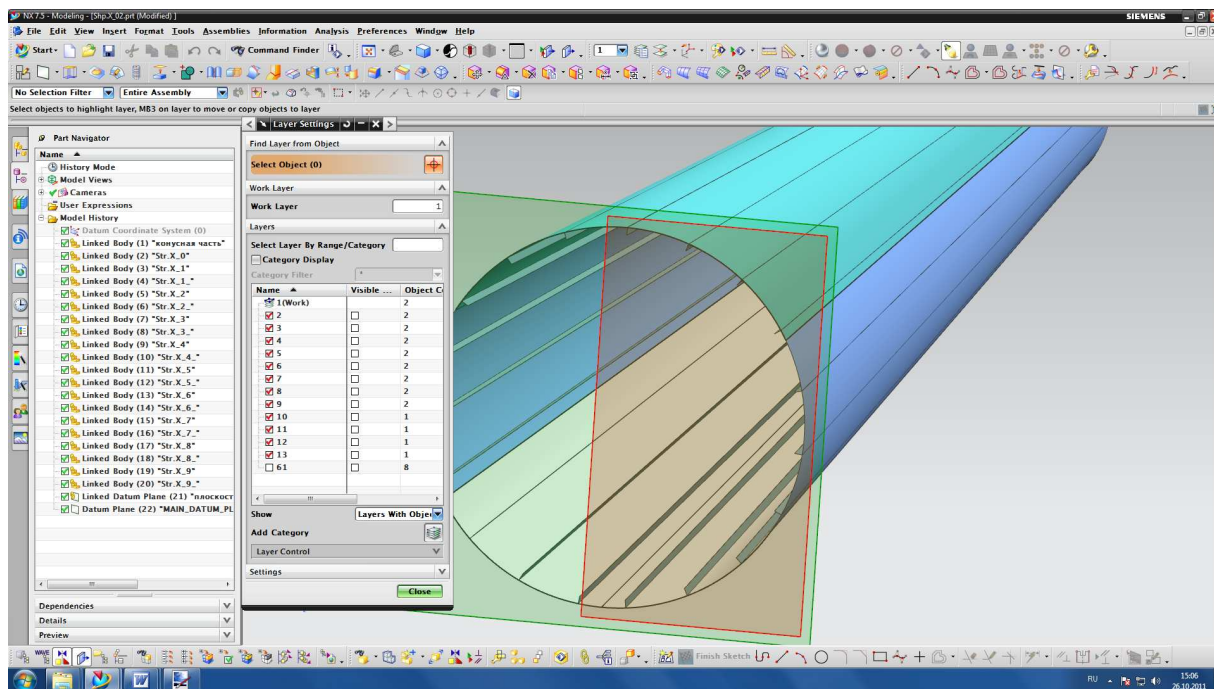 NX 7.5 - Modeling - [Shp.X_02.prt (Modified) ]
SIEMENS
File Edit View Insert Format Tools Assemblies Information Analysis Preferences Window Help
Start Command Finder 1
No Selection Filter Entire Assembly
Select objects to highlight layer, MB3 on layer to move or copy objects to layer
Part Navigator
Name
History Mode
Model Views
Cameras
User Expressions
Model History
Datum Coordinate System (0)
Linked Body (1) "конусная часть"
Linked Body (2) "Str.X_0"
Linked Body (3) "Str.X_1"
Linked Body (4) "Str.X_1_"
Linked Body (5) "Str.X_2"
Linked Body (6) "Str.X_2_"
Linked Body (7) "Str.X_3"
Linked Body (8) "Str.X_3_"
Linked Body (9) "Str.X_4"
Linked Body (10) "Str.X_4_"
Linked Body (11) "Str.X_5"
Linked Body (12) "Str.X_5_"
Linked Body (13) "Str.X_6"
Linked Body (14) "Str.X_6_"
Linked Body (15) "Str.X_7"
Linked Body (16) "Str.X_7_"
Linked Body (17) "Str.X_8"
Linked Body (18) "Str.X_8_"
Linked Body (19) "Str.X_9"
Linked Body (20) "Str.X_9_"
Linked Datum Plane (21) "плоскост
Datum Plane (22) "MAIN_DATUM_PL
Dependencies
Details
Preview
Layer Settings
Find Layer from Object
Select Object (0)
Work Layer
Work Layer 1
Layers
Select Layer By Range/Category
Category Display
Category Filter *
Name Visible ... Object C
1(Work) 2
2 2
3 2
4 2
5 2
6 2
7 2
8 2
9 2
10 1
11 1
12 1
13 1
61 8
Show Layers With Obje
Add Category
Layer Control
Settings
Close
Finish Sketch
RU 15:06
26.10.2011